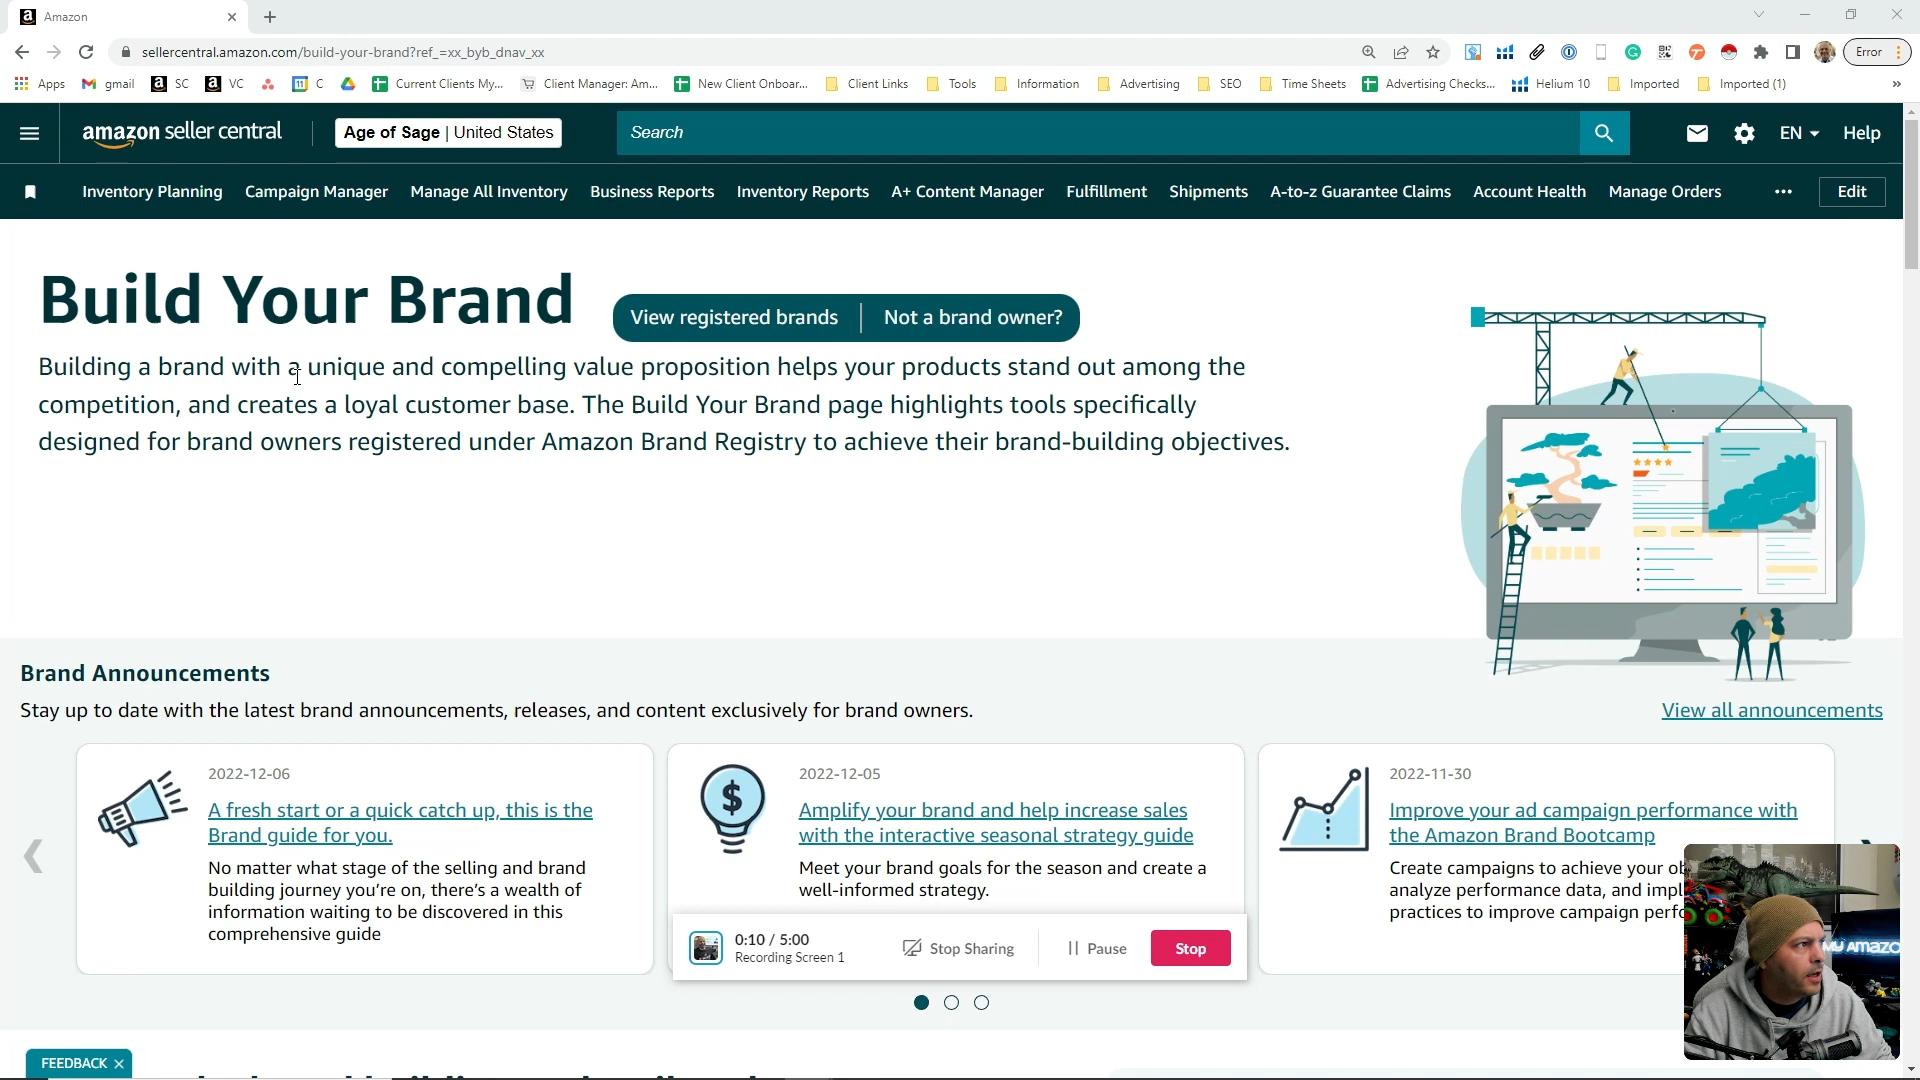 Amazon
sellercentral.amazon.com/build-your-brand?ref_=xx_byb_dnav_xx
Error
Apps
gmail
SC
VC
C
Current Clients My...
Client Manager: Am...
New Client Onboar...
Client Links
Tools
Information
Advertising
SEO
Time Sheets
Advertising Checks...
Helium 10
Imported
Imported (1)
amazon seller central
Age of Sage | United States
Search
EN
Help
Inventory Planning
Campaign Manager
Manage All Inventory
Business Reports
Inventory Reports
A+ Content Manager
Fulfillment
Shipments
A-to-z Guarantee Claims
Account Health
Manage Orders
Edit
Build Your Brand
View registered brands
Not a brand owner?
Building a brand with a unique and compelling value proposition helps your products stand out among the
competition, and creates a loyal customer base. The Build Your Brand page highlights tools specifically
designed for brand owners registered under Amazon Brand Registry to achieve their brand-building objectives.
Brand Announcements
Stay up to date with the latest brand announcements, releases, and content exclusively for brand owners.
View all announcements
2022-12-06
A fresh start or a quick catch up, this is the
Brand guide for you.
No matter what stage of the selling and brand
building journey you're on, there's a wealth of
information waiting to be discovered in this
comprehensive guide
2022-12-05
Amplify your brand and help increase sales
with the interactive seasonal strategy guide
Meet your brand goals for the season and create a
well-informed strategy.
2022-11-30
Improve your ad campaign performance with
the Amazon Brand Bootcamp
Create campaigns to achieve your ob
analyze performance data, and impl
practices to improve campaign perfo
0:10 / 5:00
Recording Screen 1
Stop Sharing
Pause
Stop
MY AMAZO
FEEDBACK